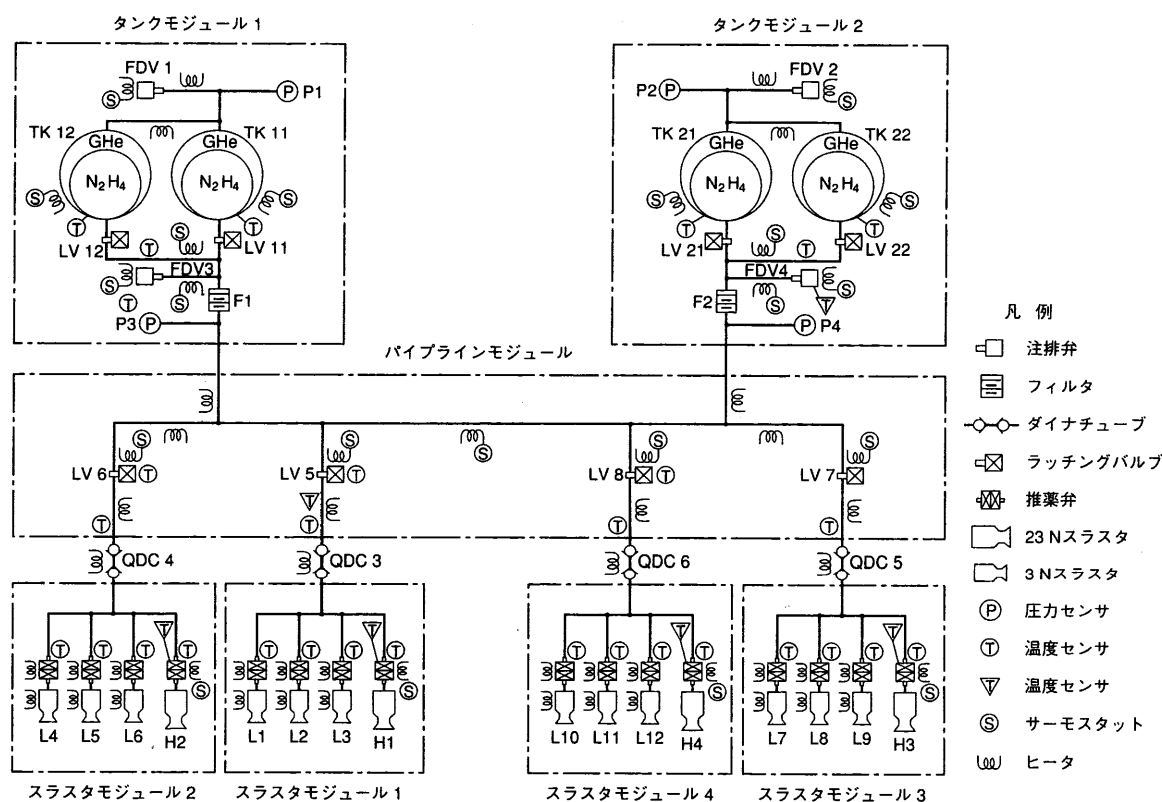 タンクモジュール 1
タンクモジュール 2
FDV 1
S
P P1
TK 12
TK 11
GHe
GHe
N2H4
N2H4
S
S
T
T
LV 12
LV 11
T
S
FDV3
S
T
S
F1
P3 P
P2 P
FDV 2
S
TK 21
TK 22
GHe
GHe
N2H4
N2H4
S
S
T
T
LV 21
LV 22
S
T
FDV4
S
S
T
F2
P P4
パイプラインモジュール
S
S
S
S
LV 6
T
LV 5
T
LV 8
T
LV 7
T
T
T
T
T
QDC 4
QDC 3
QDC 6
QDC 5
T
T
T
S
L4
L5
L6
H2
T
T
T
S
L1
L2
L3
H1
T
T
T
S
L10
L11
L12
H4
T
T
T
S
L7
L8
L9
H3
スラスタモジュール 2
スラスタモジュール 1
スラスタモジュール 4
スラスタモジュール 3
凡 例
注排弁
フィルタ
ダイナチューブ
ラッチングバルブ
推薬弁
23 Nスラスタ
3 Nスラスタ
P 圧力センサ
T 温度センサ
T 温度センサ
S サーモスタット
ヒータ